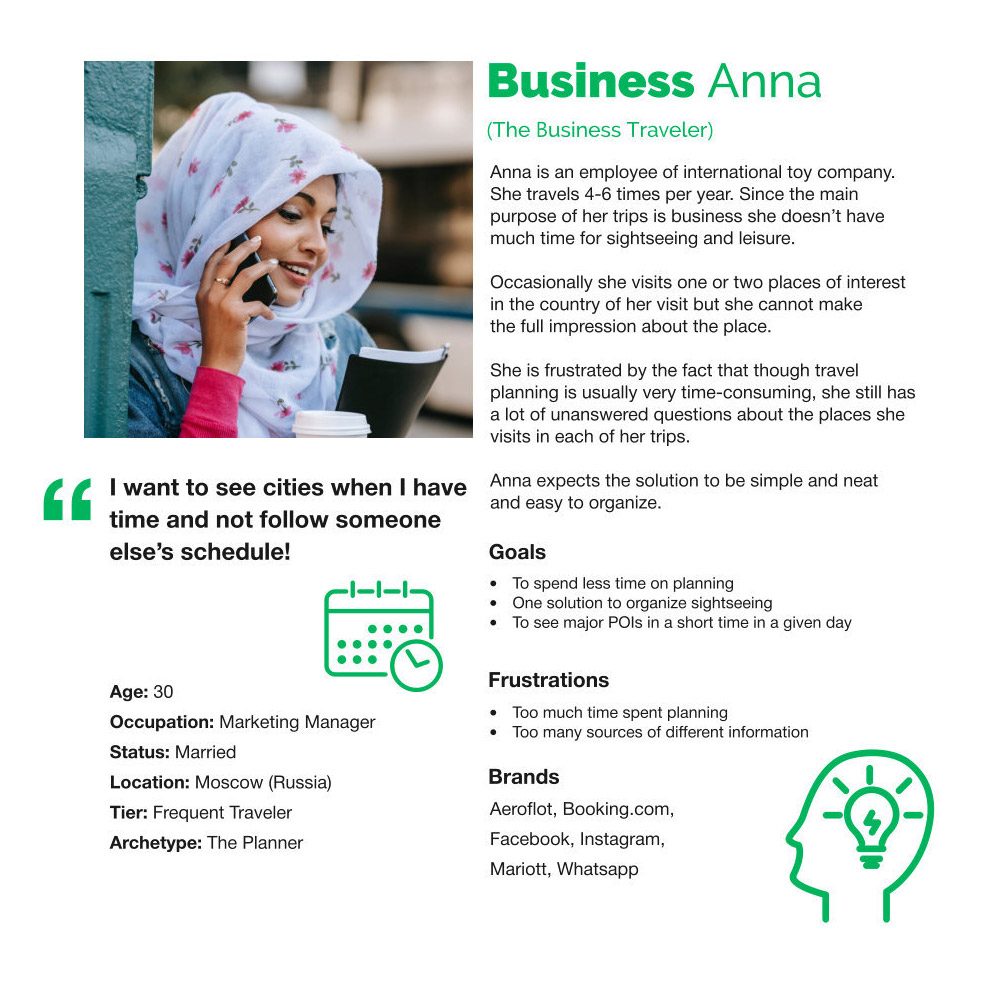 Business Anna
(The Business Traveler)
Anna is an employee of international toy company.
She travels 4-6 times per year. Since the main
purpose of her trips is business she doesn’t have
much time for sightseeing and leisure.
Occasionally she visits one or two places of interest
in the country of her visit but she cannot make
the full impression about the place.
She is frustrated by the fact that though travel
planning is usually very time-consuming, she still has
a lot of unanswered questions about the places she
visits in each of her trips.
Anna expects the solution to be simple and neat
and easy to organize.
“ I want to see cities when I have
time and not follow someone
else’s schedule!
Age: 30
Occupation: Marketing Manager
Status: Married
Location: Moscow (Russia)
Tier: Frequent Traveler
Archetype: The Planner
Goals
• To spend less time on planning
• One solution to organize sightseeing
• To see major POIs in a short time in a given day
Frustrations
• Too much time spent planning
• Too many sources of different information
Brands
Aeroflot, Booking.com,
Facebook, Instagram,
Mariott, Whatsapp